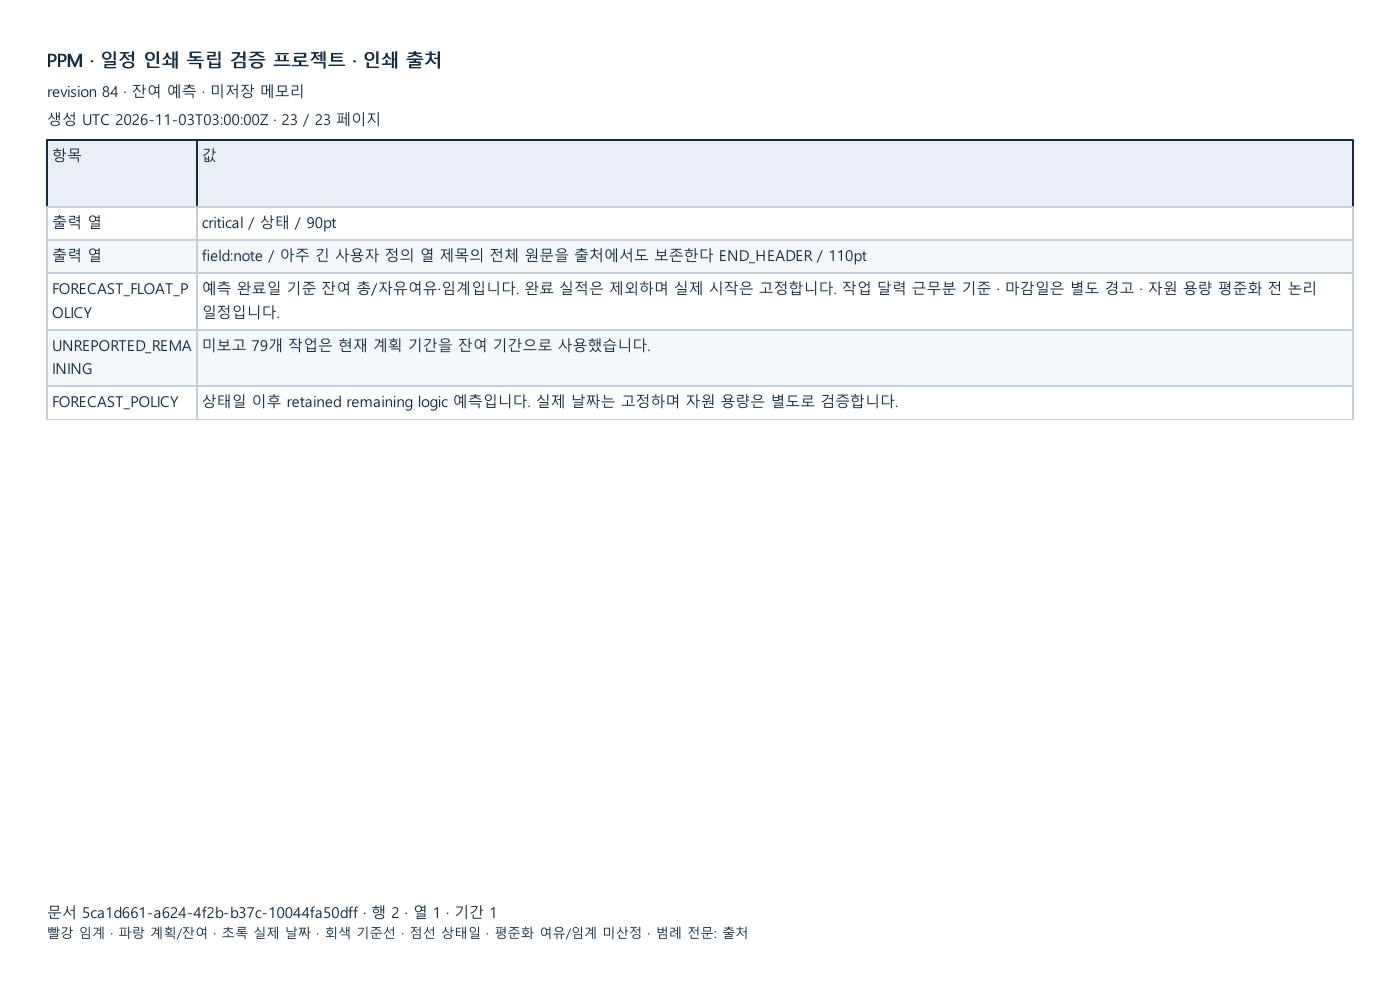 PPM · 일정 인쇄 독립 검증 프로젝트 · 인쇄 출처
revision 84 · 잔여 예측 · 미저장 메모리
생성 UTC 2026-11-03T03:00:00Z · 23 / 23 페이지
항목 값
출력 열 critical / 상태 / 90pt
출력 열 field:note / 아주 긴 사용자 정의 열 제목의 전체 원문을 출처에서도 보존한다 END_HEADER / 110pt
FORECAST_FLOAT_P 예측 완료일 기준 잔여 총/자유여유·임계입니다. 완료 실적은 제외하며 실제 시작은 고정합니다. 작업 달력 근무분 기준 · 마감일은 별도 경고 · 자원 용량 평준화 전 논리
OLICY 일정입니다.
UNREPORTED_REMA 미보고 79개 작업은 현재 계획 기간을 잔여 기간으로 사용했습니다.
INING
FORECAST_POLICY 상태일 이후 retained remaining logic 예측입니다. 실제 날짜는 고정하며 자원 용량은 별도로 검증합니다.
문서 5ca1d661-a624-4f2b-b37c-10044fa50dff · 행 2 · 열 1 · 기간 1
빨강 임계 · 파랑 계획/잔여 · 초록 실제 날짜 · 회색 기준선 · 점선 상태일 · 평준화 여유/임계 미산정 · 범례 전문: 출처